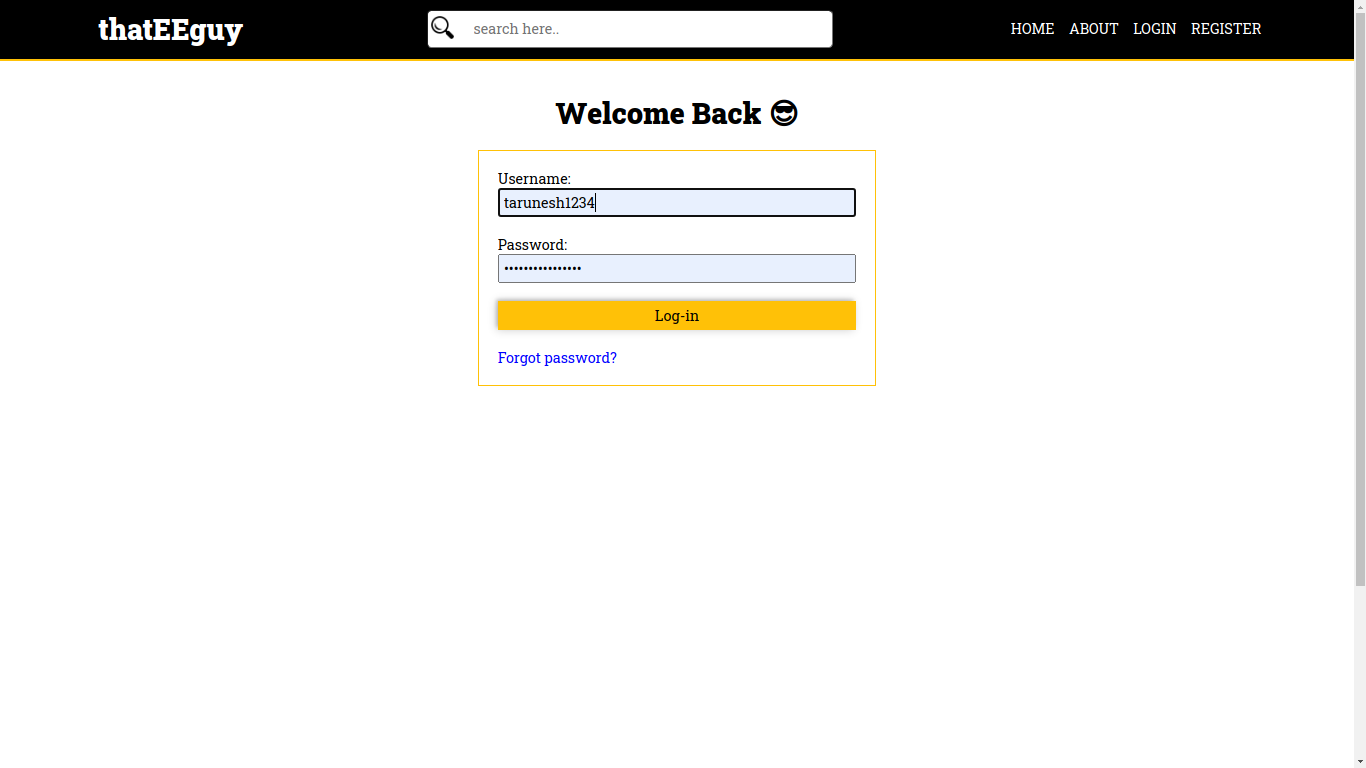 thatEEguy
search here..
HOME ABOUT LOGIN REGISTER
Welcome Back 😎
Username:
tarunesh1234
Password:
••••••••••••••••
Log-in
Forgot password?